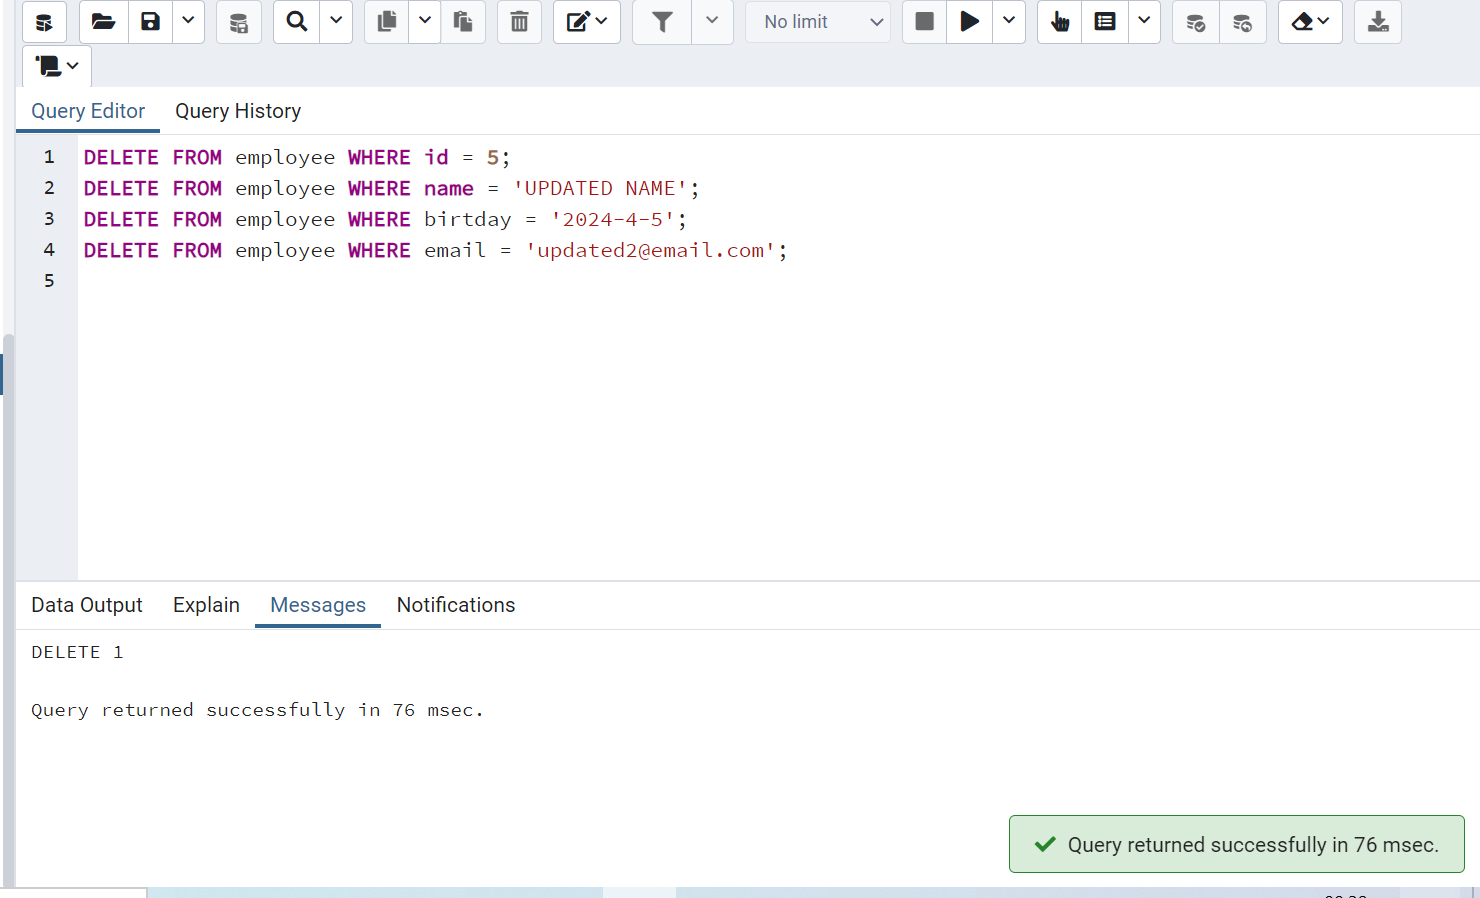 No limit
Query Editor Query History
1 DELETE FROM employee WHERE id = 5;
2 DELETE FROM employee WHERE name = 'UPDATED NAME';
3 DELETE FROM employee WHERE birtday = '2024-4-5';
4 DELETE FROM employee WHERE email = 'updated2@email.com';
5
Data Output Explain Messages Notifications
DELETE 1
Query returned successfully in 76 msec.
Query returned successfully in 76 msec.